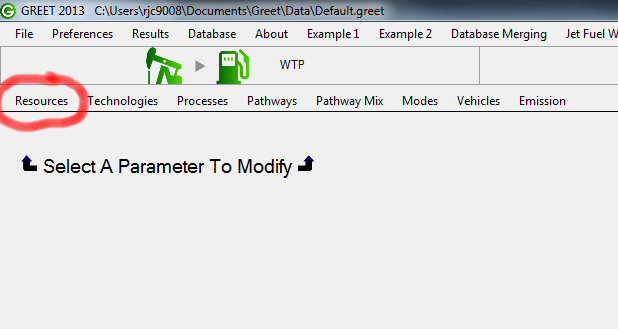 GREET 2013 C:\Users\rjc9008\Documents\Greet\Data\Default.greet
File Preferences Results Database About Example 1 Example 2 Database Merging Jet Fuel W
WTP
Resources Technologies Processes Pathways Pathway Mix Modes Vehicles Emission
Select A Parameter To Modify